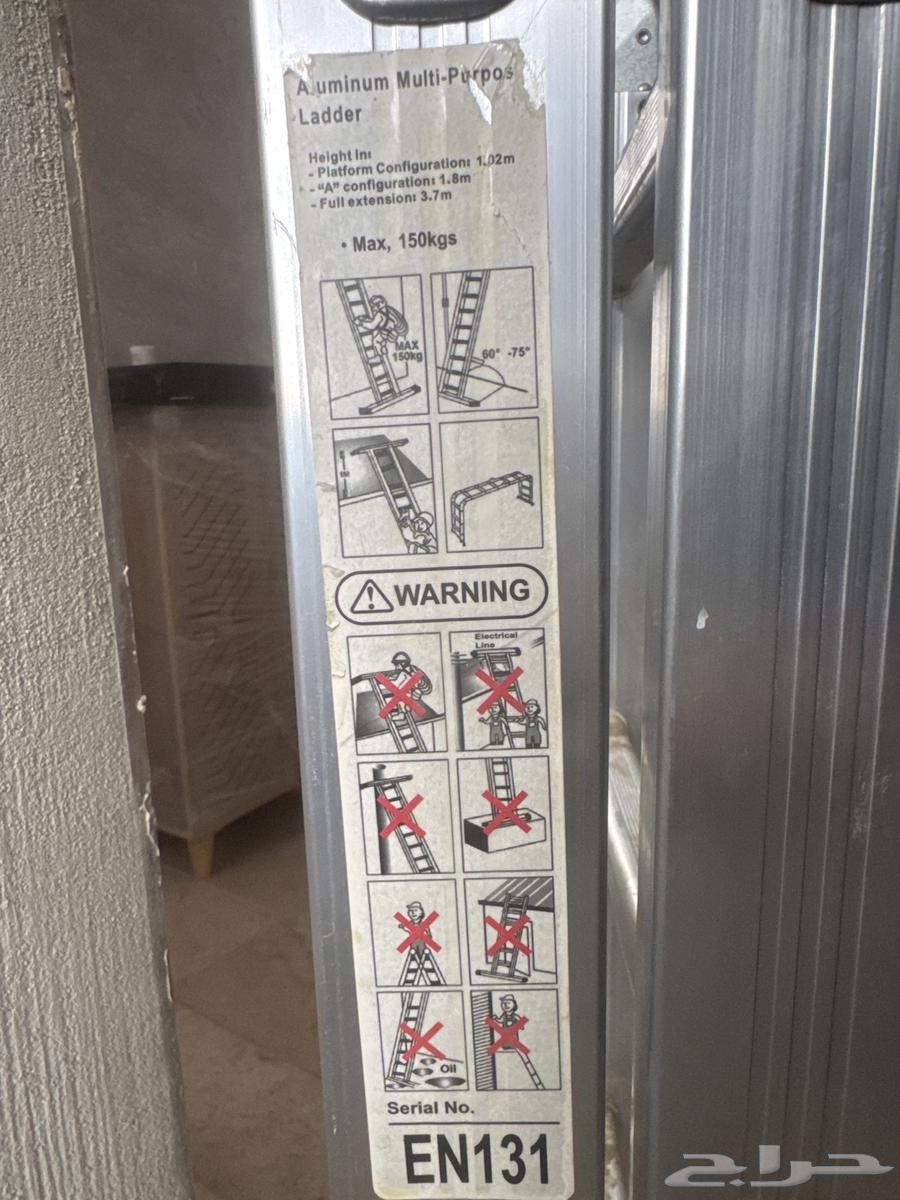 Aluminum Multi-Purpos
Ladder
Height In:
- Platform Configuration: 1.02m
- "A" configuration: 1.8m
- Full extension: 3.7m
• Max, 150kgs
MAX
150kg
60° -75°
1M
WARNING
Electrical
Line
Oil
Serial No.
EN131
حراج